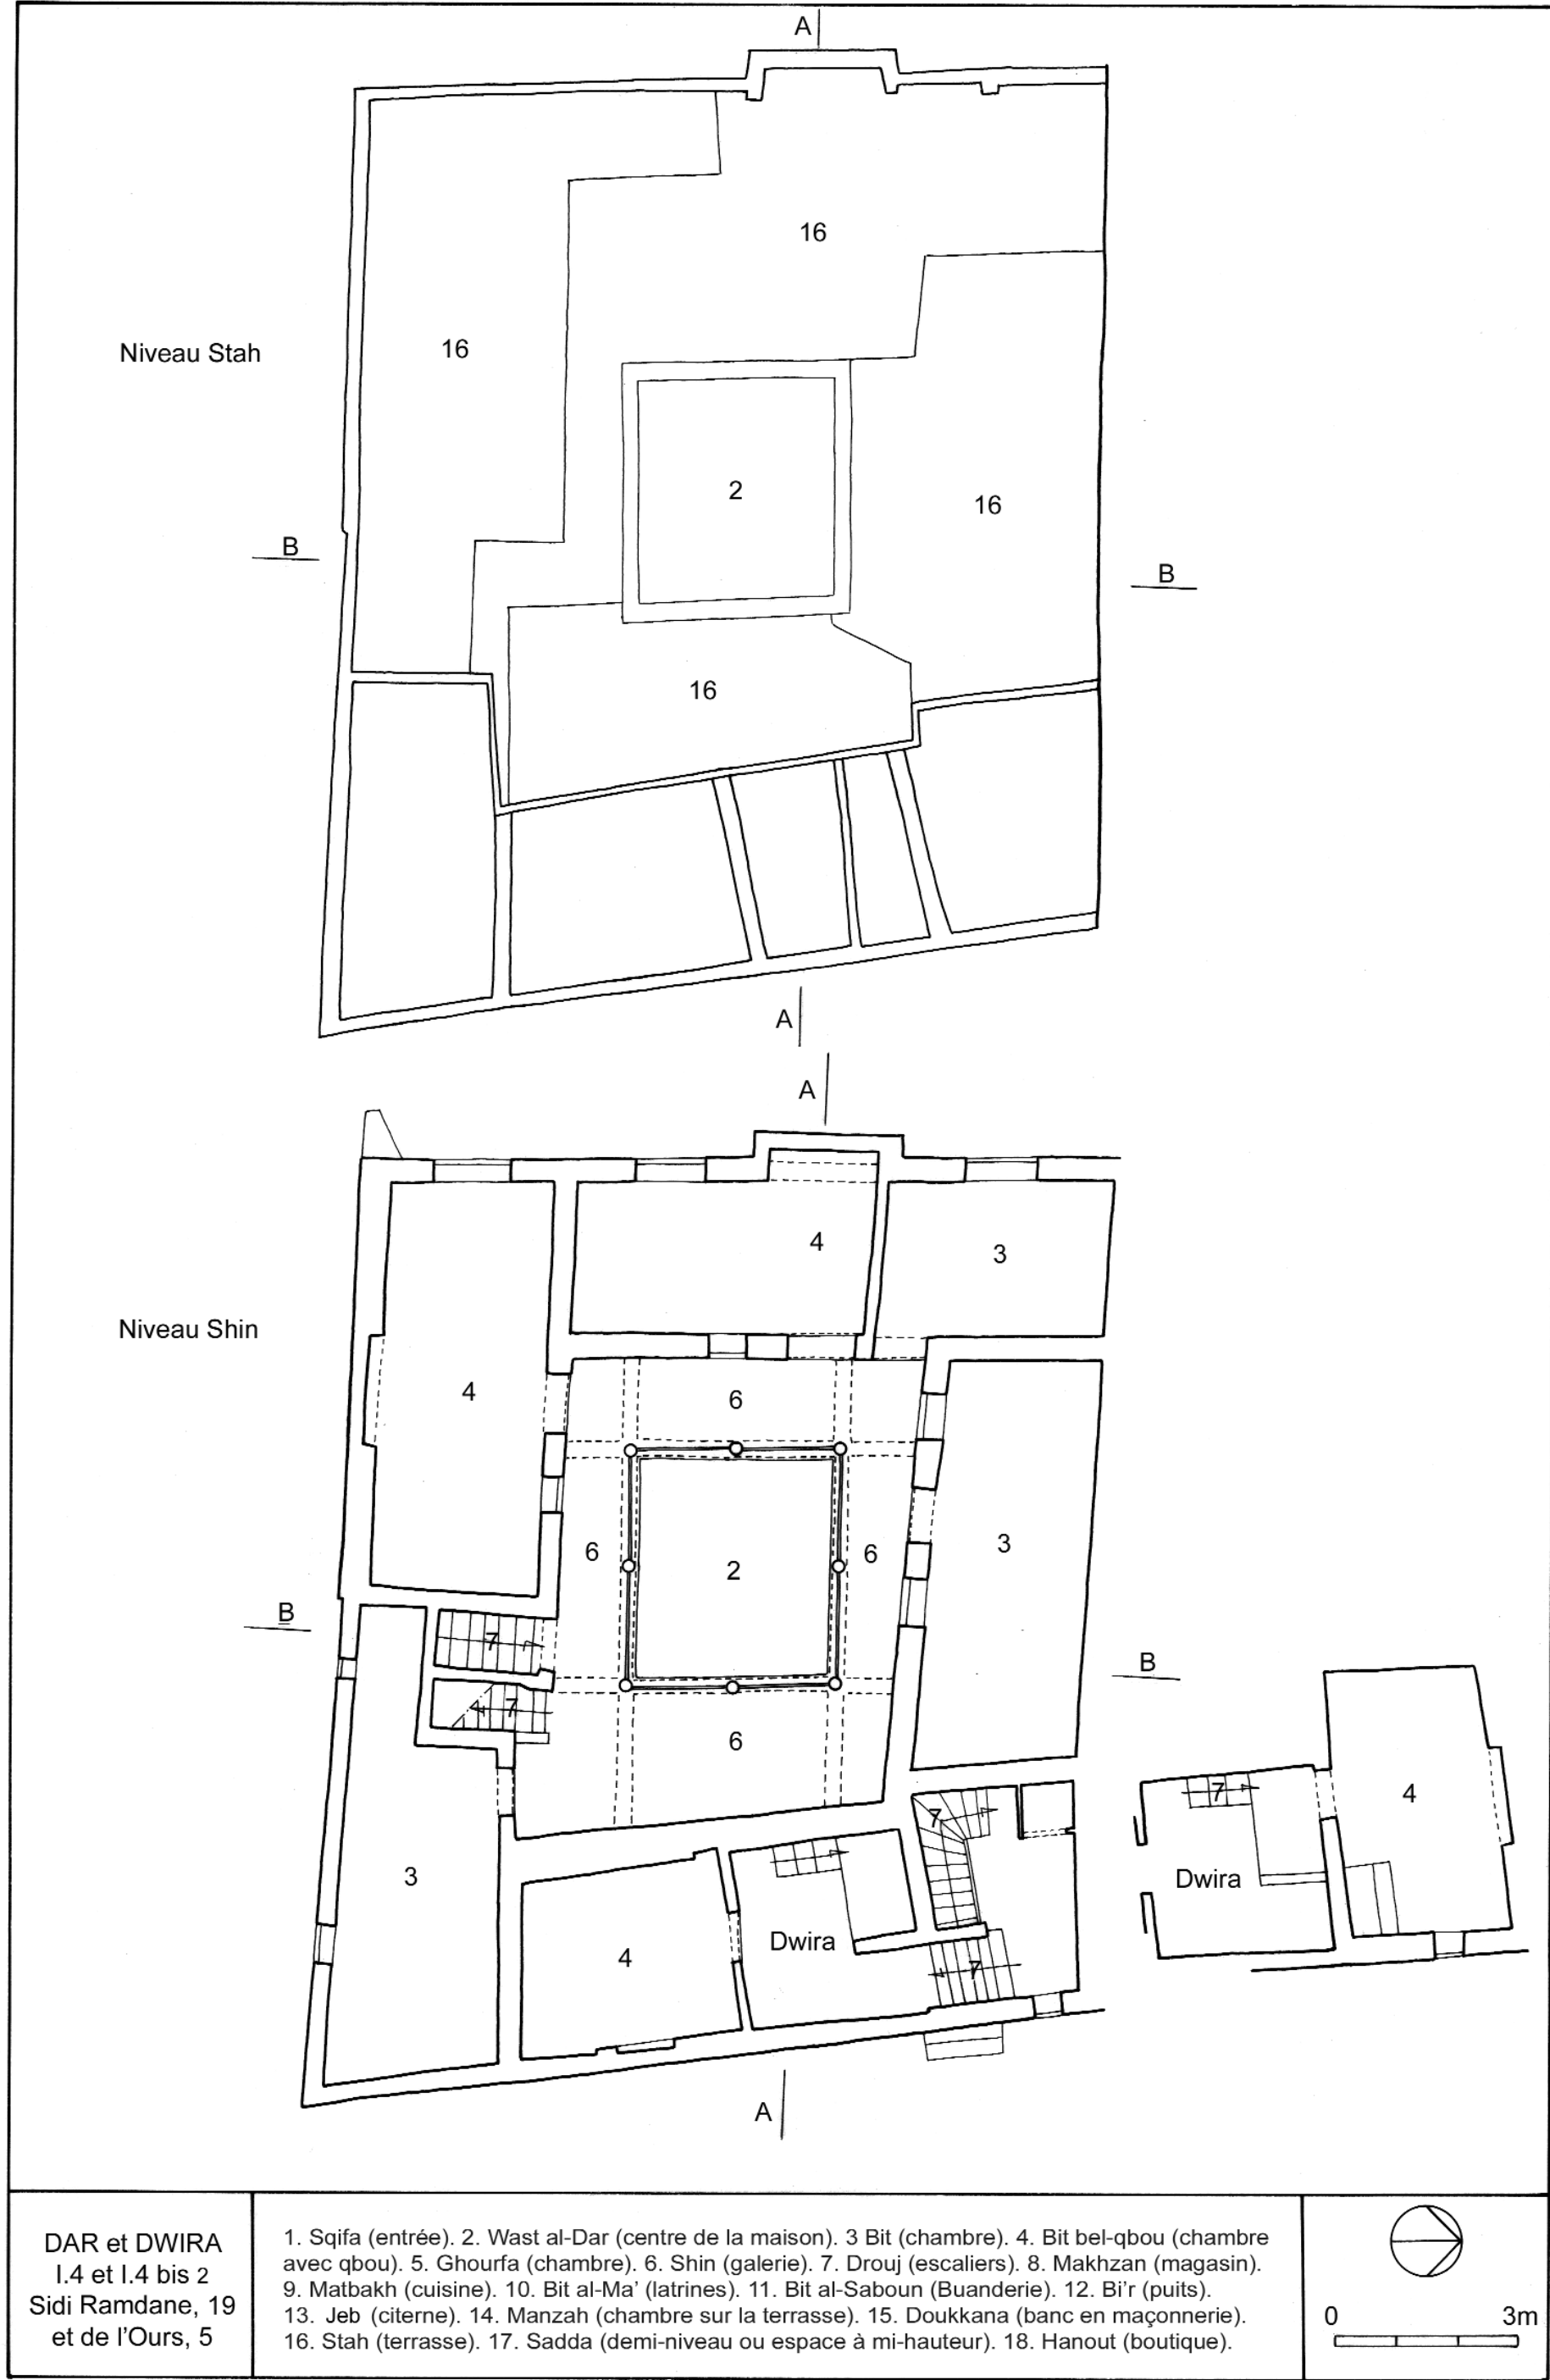 A
16
Niveau Stah
16
2
16
B
B
16
A
A
4
3
Niveau Shin
4
6
6
2
6
3
B
7
B
7
6
7
7
4
3
Dwira
Dwira
4
7
A
DAR et DWIRA
I.4 et I.4 bis 2
Sidi Ramdane, 19
et de l'Ours, 5
1. Sqifa (entrée). 2. Wast al-Dar (centre de la maison). 3 Bit (chambre). 4. Bit bel-qbou (chambre
avec qbou). 5. Ghourfa (chambre). 6. Shin (galerie). 7. Drouj (escaliers). 8. Makhzan (magasin).
9. Matbakh (cuisine). 10. Bit al-Ma' (latrines). 11. Bit al-Saboun (Buanderie). 12. Bi'r (puits).
13. Jeb (citerne). 14. Manzah (chambre sur la terrasse). 15. Doukkana (banc en maçonnerie).
16. Stah (terrasse). 17. Sadda (demi-niveau ou espace à mi-hauteur). 18. Hanout (boutique).
0 3m